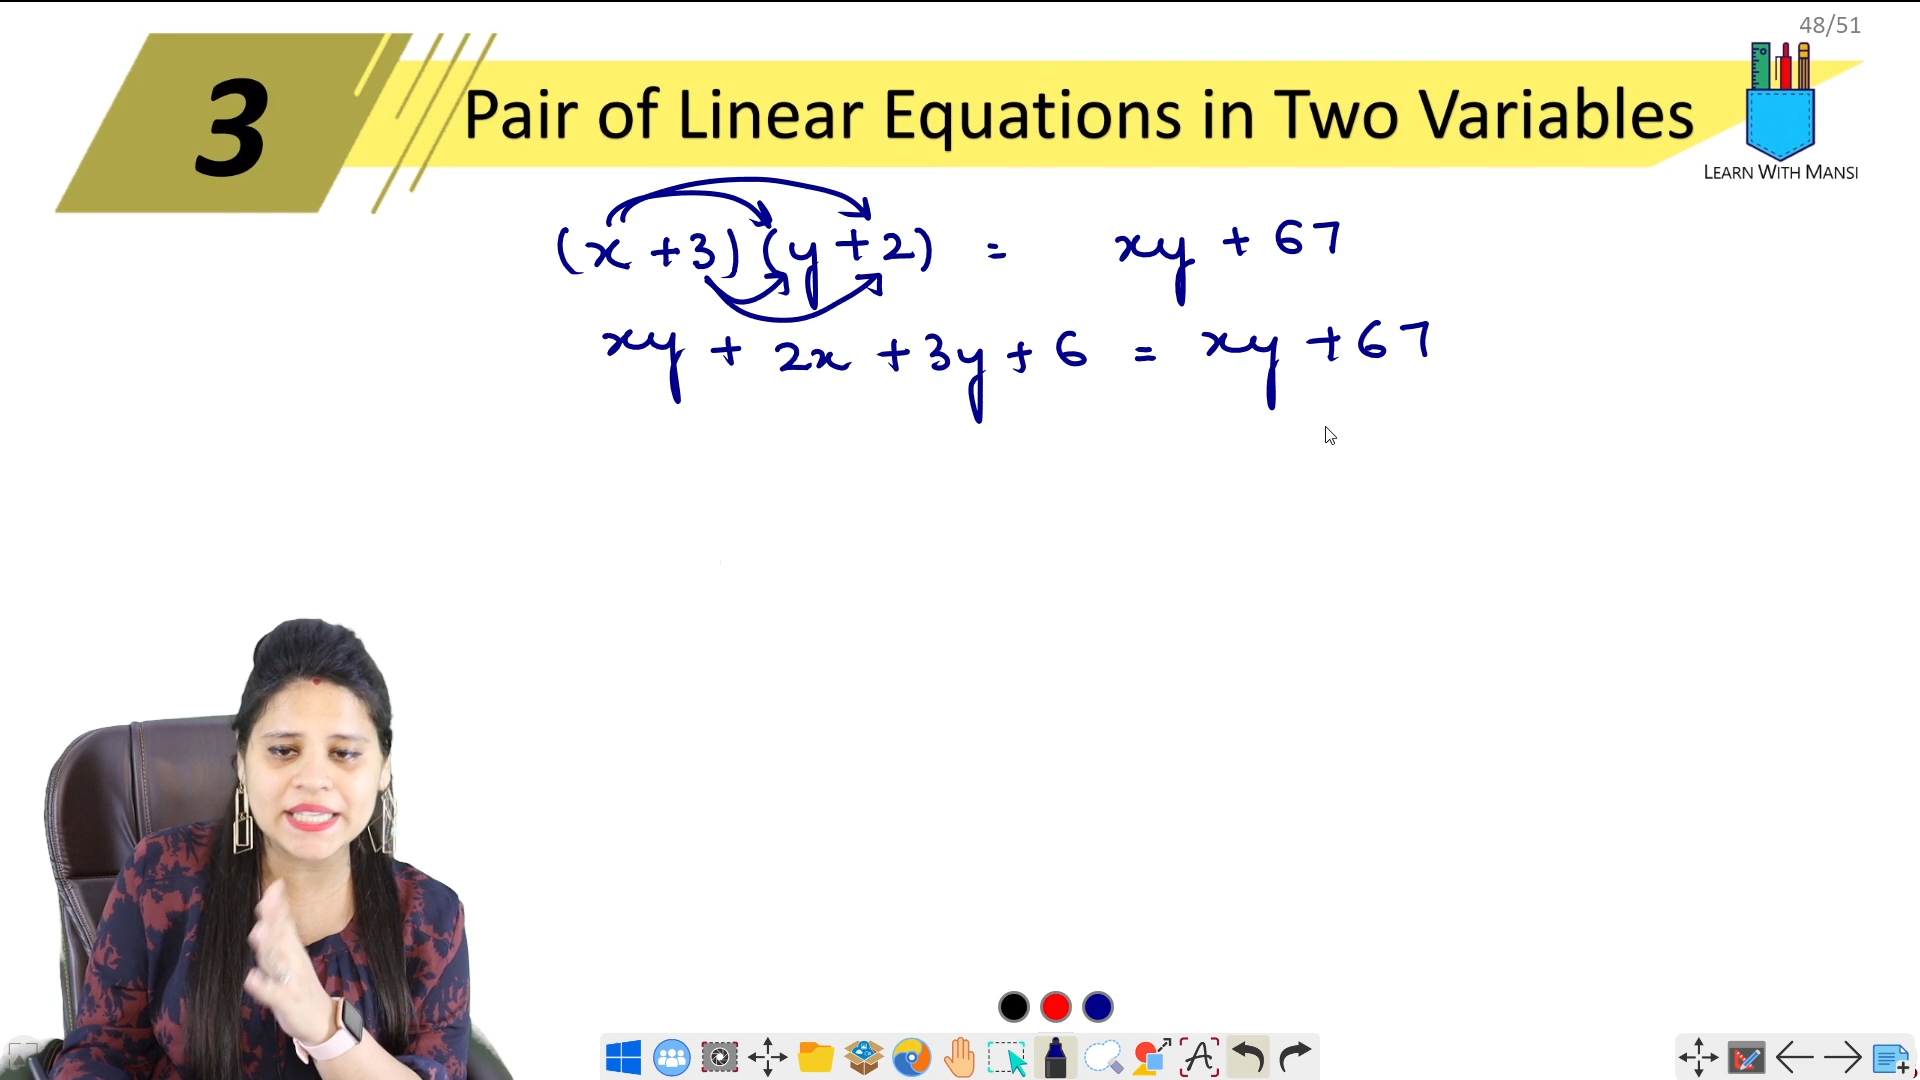 48/51
3
Pair of Linear Equations in Two Variables
LEARN WITH MANSI
(x + 3) (y + 2) = xy + 67
xy + 2x + 3y + 6 = xy + 67